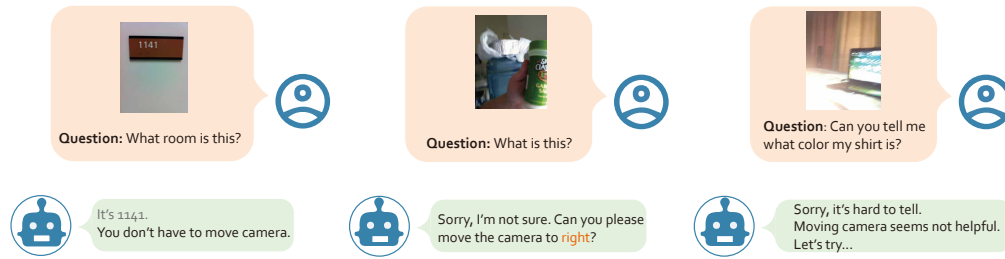 1141
Question: What room is this?
It's 1141.
You don't have to move camera.
Question: What is this?
Sorry, I'm not sure. Can you please
move the camera to right?
Question: Can you tell me
what color my shirt is?
Sorry, it's hard to tell.
Moving camera seems not helpful.
Let's try...